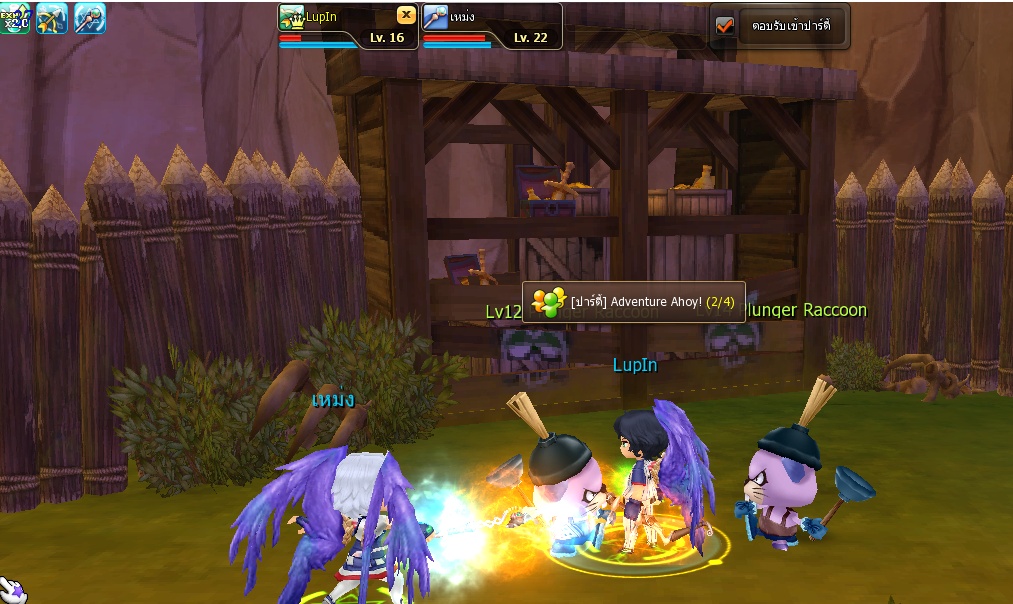 EXP
x2.0
LupIn
Lv. 16
เหม่ง
Lv. 22
ตอบรับเข้าปาร์ตี้
[ปาร์ตี้] Adventure Ahoy! (2/4)
Lv12
Raccoon
lunger Raccoon
LupIn
เหม่ง